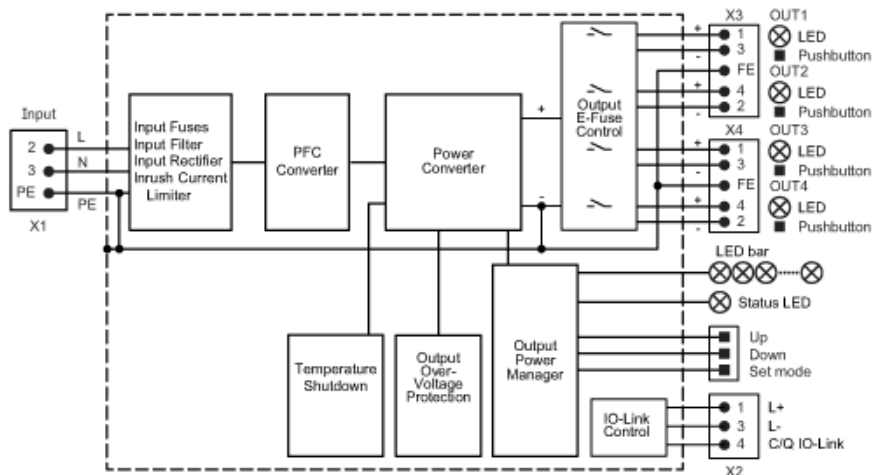 Input
2
L
3
N
PE
PE
X1
Input Fuses
Input Filter
Input Rectifier
Inrush Current
Limiter
PFC
Converter
Power
Converter
+
-
Output
E-Fuse
Control
Temperature
Shutdown
Output
Over-
Voltage
Protection
Output
Power
Manager
IO-Link
Control
X3
OUT1
+
1
LED
-
3
Pushbutton
FE
OUT2
+
4
LED
-
2
Pushbutton
X4
OUT3
+
1
LED
-
3
Pushbutton
FE
OUT4
+
4
LED
-
2
Pushbutton
LED bar
Status LED
Up
Down
Set mode
1
L+
3
L-
4
C/Q IO-Link
X2